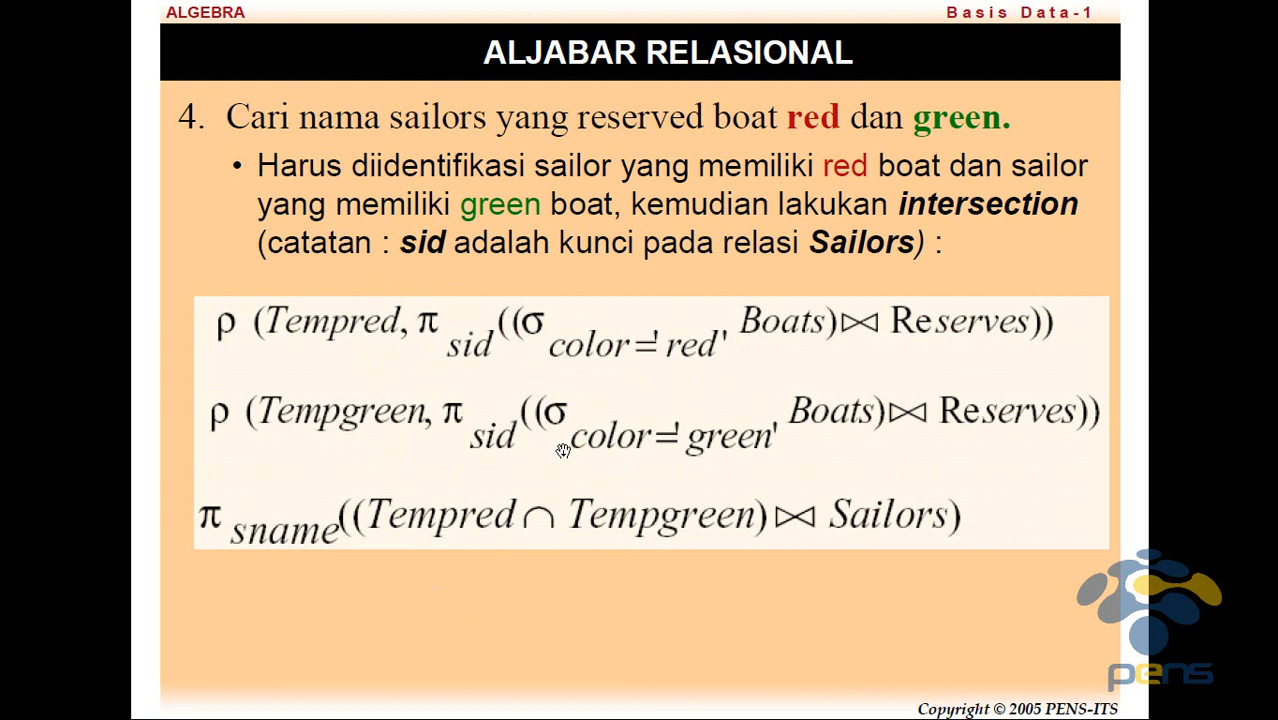 ALGEBRA Basis Data-1
ALJABAR RELASIONAL
4. Cari nama sailors yang reserved boat red dan green.
• Harus diidentifikasi sailor yang memiliki red boat dan sailor
yang memiliki green boat, kemudian lakukan intersection
(catatan : sid adalah kunci pada relasi Sailors) :
ρ (Tempred, π sid((σ color='red' Boats)⋈ Reserves))
ρ (Tempgreen, π sid((σ color='green' Boats)⋈ Reserves))
π sname((Tempred ∩ Tempgreen)⋈ Sailors)
pens
Copyright © 2005 PENS-ITS